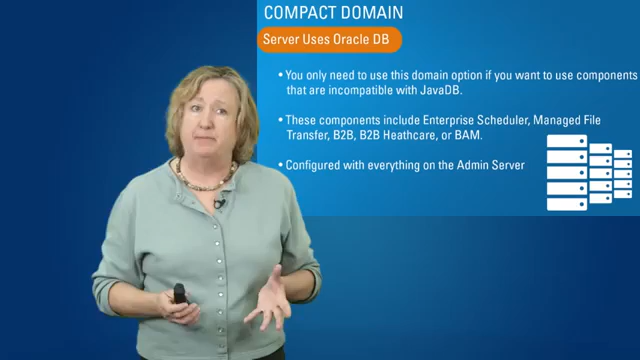 COMPACT DOMAIN
Server Uses Oracle DB
• You only need to use this domain option if you want to use components
that are incompatible with JavaDB.
• These components include Enterprise Scheduler, Managed File
Transfer, B2B, B2B Heathcare, or BAM.
• Configured with everything on the Admin Server